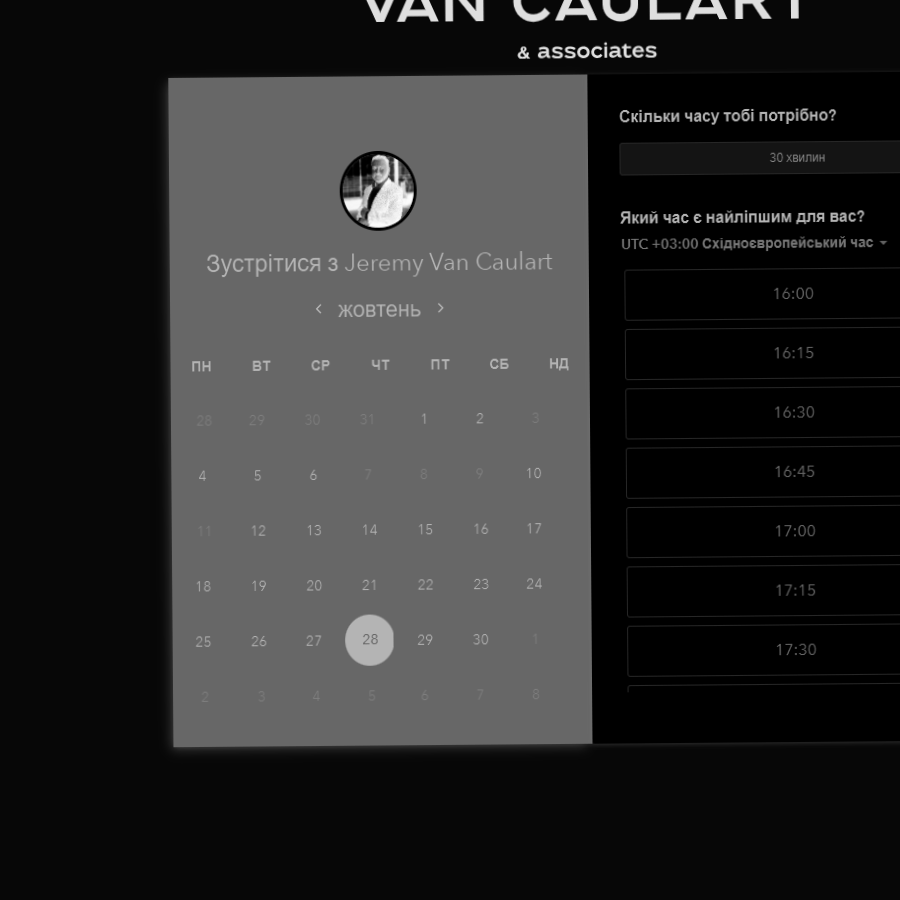 VAN CAULART
& associates
Зустрітися з Jeremy Van Caulart
жовтень
ПН ВТ СР ЧТ ПТ СБ НД
28 29 30 31 1 2 3
4 5 6 7 8 9 10
11 12 13 14 15 16 17
18 19 20 21 22 23 24
25 26 27 28 29 30 1
2 3 4 5 6 7 8
Скільки часу тобі потрібно?
30 хвилин
Який час є найліпшим для вас?
UTC +03:00 Східноєвропейський час
16:00
16:15
16:30
16:45
17:00
17:15
17:30